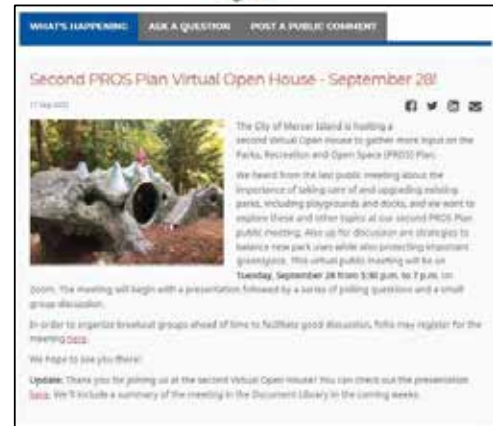 WHAT'S HAPPENING ASK A QUESTION POST A PUBLIC COMMENT
Second PROS Plan Virtual Open House - September 28!
17 Sep 2021
The City of Mercer Island is hosting a
second Virtual Open House to gather more input on the
Parks, Recreation and Open Space (PROS) Plan.
We heard from the last public meeting about the
importance of taking care of and upgrading existing
parks, including playgrounds and docks, and we want to
explore these and other topics at our second PROS Plan
public meeting. Also up for discussion are strategies to
balance new park uses while also protecting important
greenspace. This virtual public meeting will be on
Tuesday, September 28 from 5:30 p.m. to 7 p.m. on
Zoom. The meeting will begin with a presentation followed by a series of polling questions and a small
group discussion.
In order to organize breakout groups ahead of time to facilitate good discussion, folks may register for the
meeting here.
We hope to see you there!
Update: Thank you for joining us at the second Virtual Open House! You can check out the presentation
here. We'll include a summary of the meeting in the Document Library in the coming weeks.